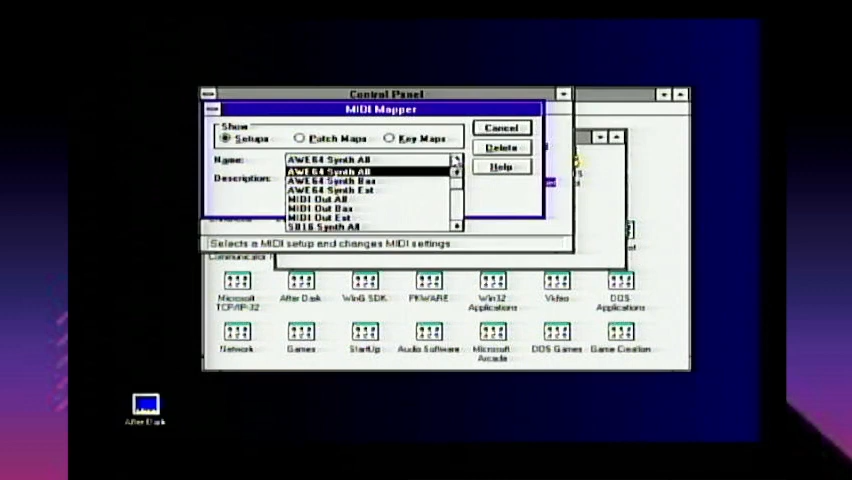 Control Panel
MIDI Mapper
Show
Setups
Patch Maps
Key Maps
Cancel
Delete
Help
Name:
AWE64 Synth All
Description:
AWE64 Synth All
AWE64 Synth Bas
AWE64 Synth Ext
MIDI Out All
MIDI Out Bas
MIDI Out Ext
SB16 Synth All
Selects a MIDI setup and changes MIDI settings
Communicator
Microsoft TCP/IP-32
After Dark
WinG SDK
PKWARE
Win32 Applications
Video
DOS Applications
Network
Games
StartUp
Audio Software
Microsoft Arcade
DOS Games
Game Creation
After Dark